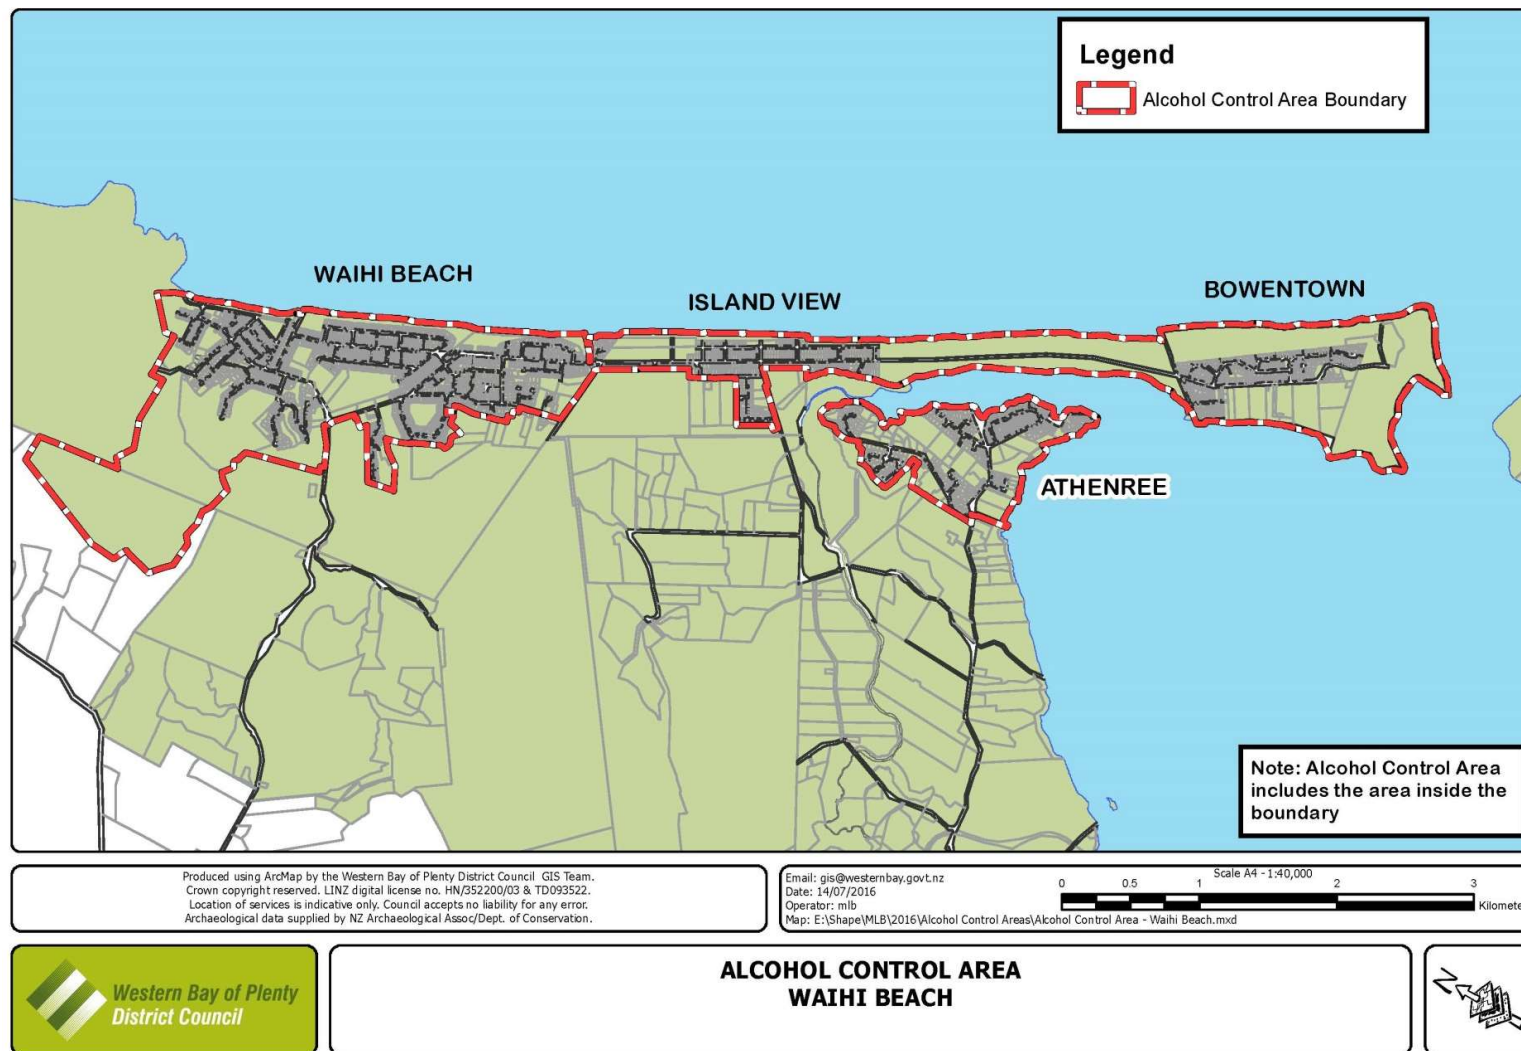 Legend
Alcohol Control Area Boundary
WAIHI BEACH
ISLAND VIEW
BOWENTOWN
ATHENREE
Note: Alcohol Control Area
includes the area inside the
boundary
Produced using ArcMap by the Western Bay of Plenty District Council GIS Team.
Crown copyright reserved. LINZ digital license no. HN/352200/03 & TD093522.
Location of services is indicative only. Council accepts no liability for any error.
Archaeological data supplied by NZ Archaeological Assoc/Dept. of Conservation.
Email: gis@westernbay.govt.nz
Date: 14/07/2016
Operator: mlb
Map: E:\Shape\MLB\2016\Alcohol Control Areas\Alcohol Control Area - Waihi Beach.mxd
Scale A4 - 1:40,000
0 0.5 1 2 3
Kilomete
Western Bay of Plenty
District Council
ALCOHOL CONTROL AREA
WAIHI BEACH
N